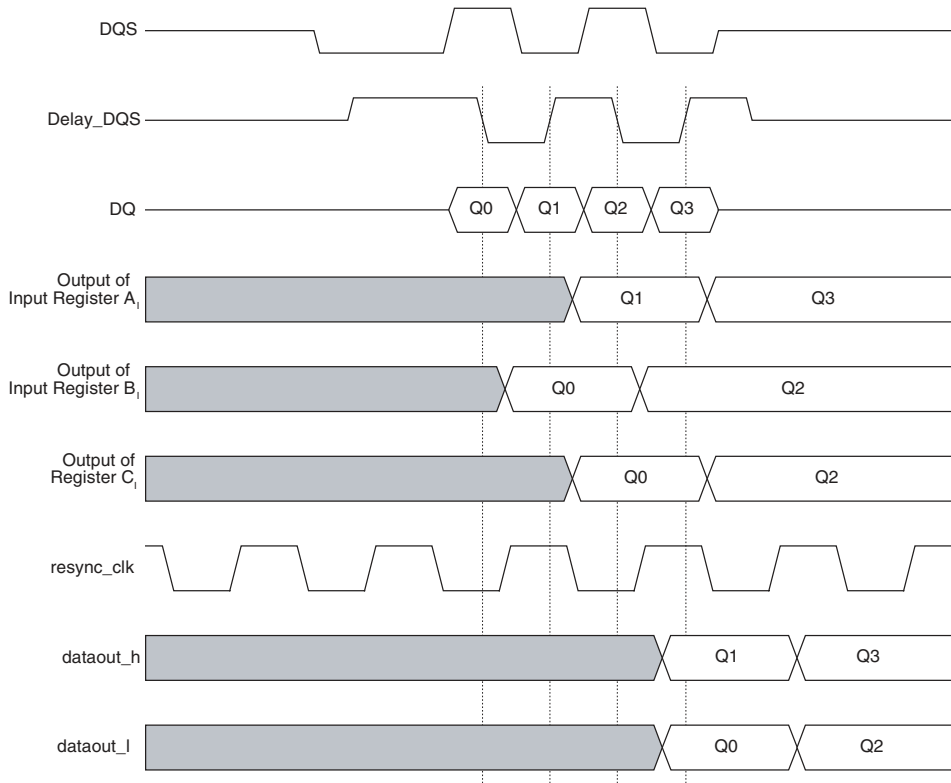 DQS
Delay_DQS
DQ
Q0 Q1 Q2 Q3
Output of
Input Register A_I
Q1 Q3
Output of
Input Register B_I
Q0 Q2
Output of
Register C_I
Q0 Q2
resync_clk
dataout_h
Q1 Q3
dataout_l
Q0 Q2